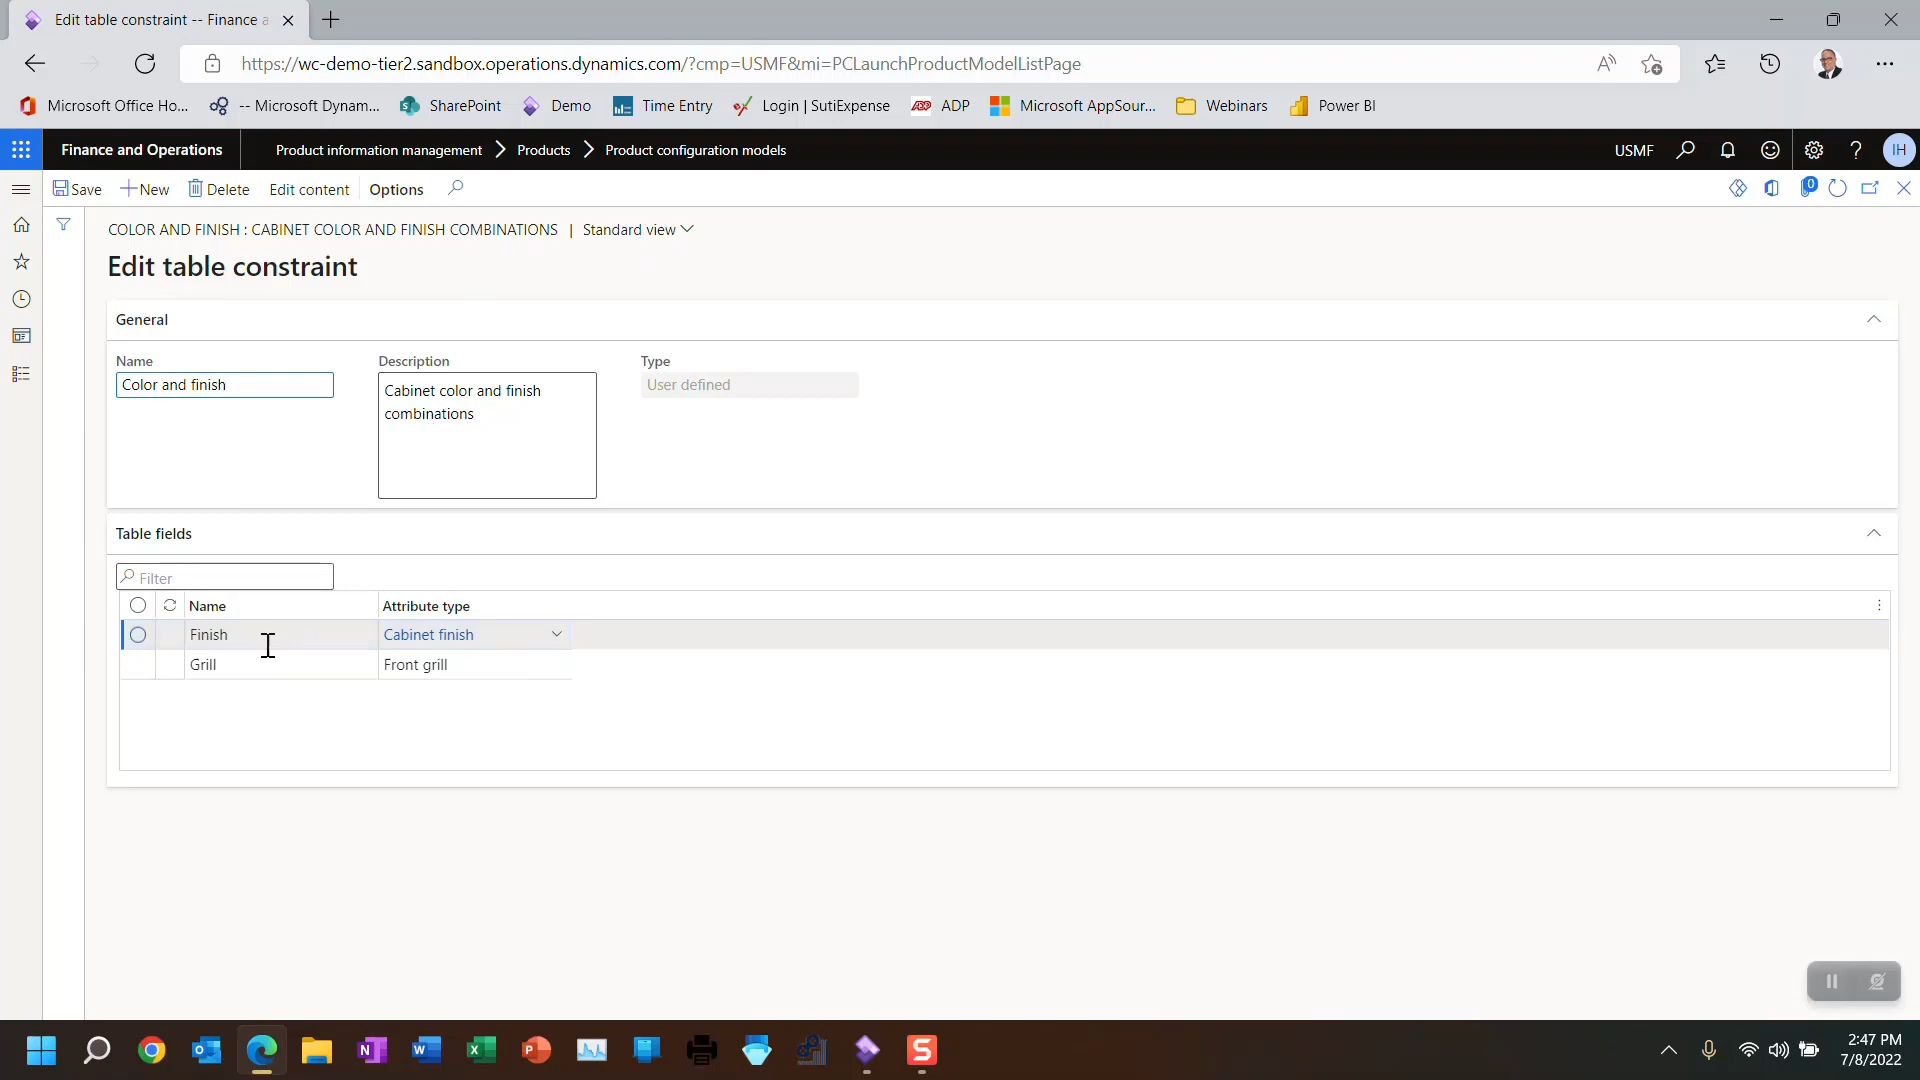 Edit table constraint -- Finance a
https://wc-demo-tier2.sandbox.operations.dynamics.com/?cmp=USMF&mi=PCLaunchProductModelListPage
Microsoft Office Ho... -- Microsoft Dynam... SharePoint Demo Time Entry Login | SutiExpense ADP Microsoft AppSour... Webinars Power BI
Finance and Operations Product information management Products Product configuration models USMF ? IH
Save New Delete Edit content Options 0
COLOR AND FINISH : CABINET COLOR AND FINISH COMBINATIONS | Standard view
Edit table constraint
General
Name Description Type
Color and finish Cabinet color and finish User defined
combinations
Table fields
Filter
Name Attribute type
Finish Cabinet finish
Grill Front grill
2:47 PM
7/8/2022